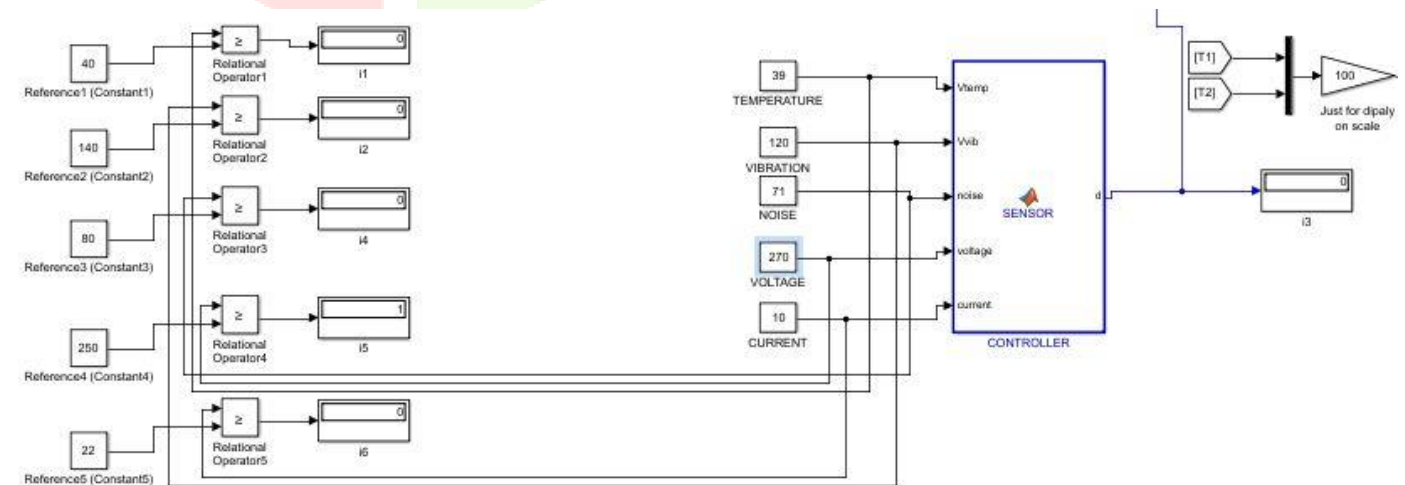 40
Reference1 (Constant1)
≥
Relational
Operator1
0
i1
140
Reference2 (Constant2)
≥
Relational
Operator2
0
i2
80
Reference3 (Constant3)
≥
Relational
Operator3
0
i4
250
Reference4 (Constant4)
≥
Relational
Operator4
1
i5
22
Reference5 (Constant5)
≥
Relational
Operator5
0
i6
39
TEMPERATURE
120
VIBRATION
71
NOISE
270
VOLTAGE
10
CURRENT
Vtemp
Vvib
noise
voltage
current
SENSOR
d
CONTROLLER
[T1]
[T2]
100
Just for dipaly
on scale
0
i3